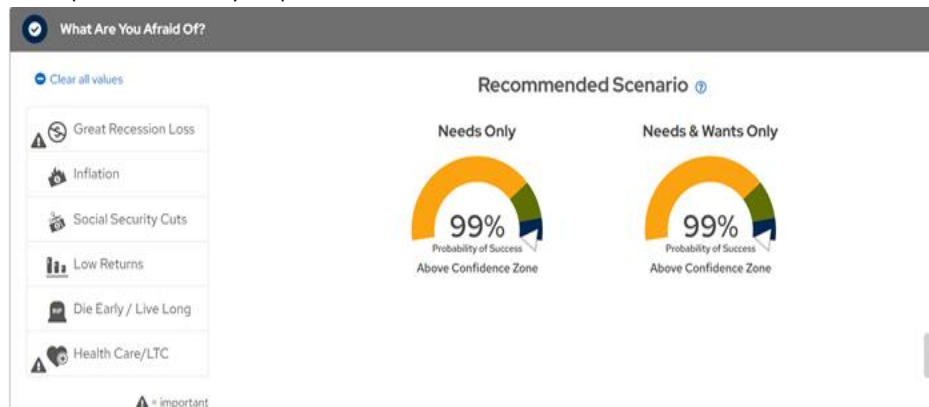 What Are You Afraid Of?
Clear all values
Recommended Scenario ?
Great Recession Loss
Inflation
Social Security Cuts
Low Returns
Die Early / Live Long
Health Care/LTC
= important
Needs Only
99%
Probability of Success
Above Confidence Zone
Needs & Wants Only
99%
Probability of Success
Above Confidence Zone